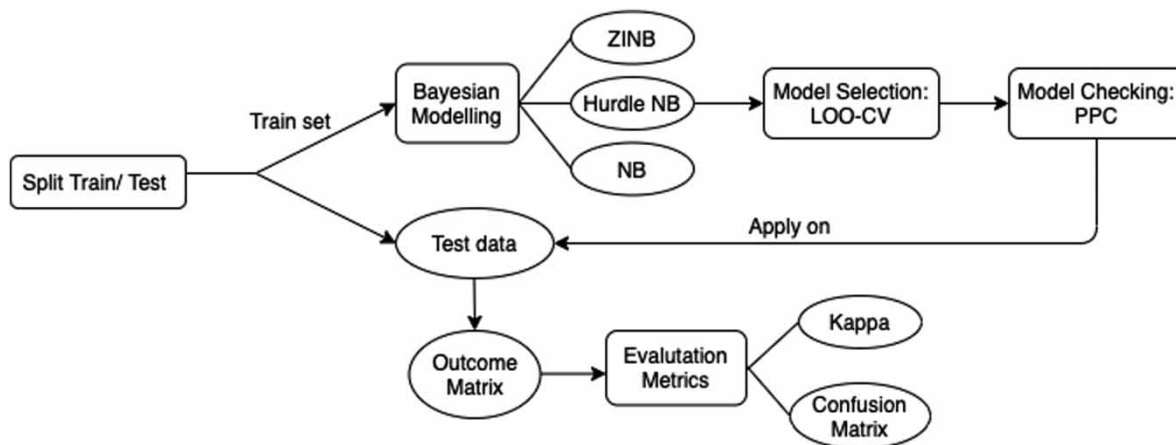 ZINB
Bayesian
Modelling
Hurdle NB
Model Selection:
LOO-CV
Model Checking:
PPC
Train set
NB
Split Train/ Test
Test data
Apply on
Outcome
Matrix
Evalutation
Metrics
Kappa
Confusion
Matrix